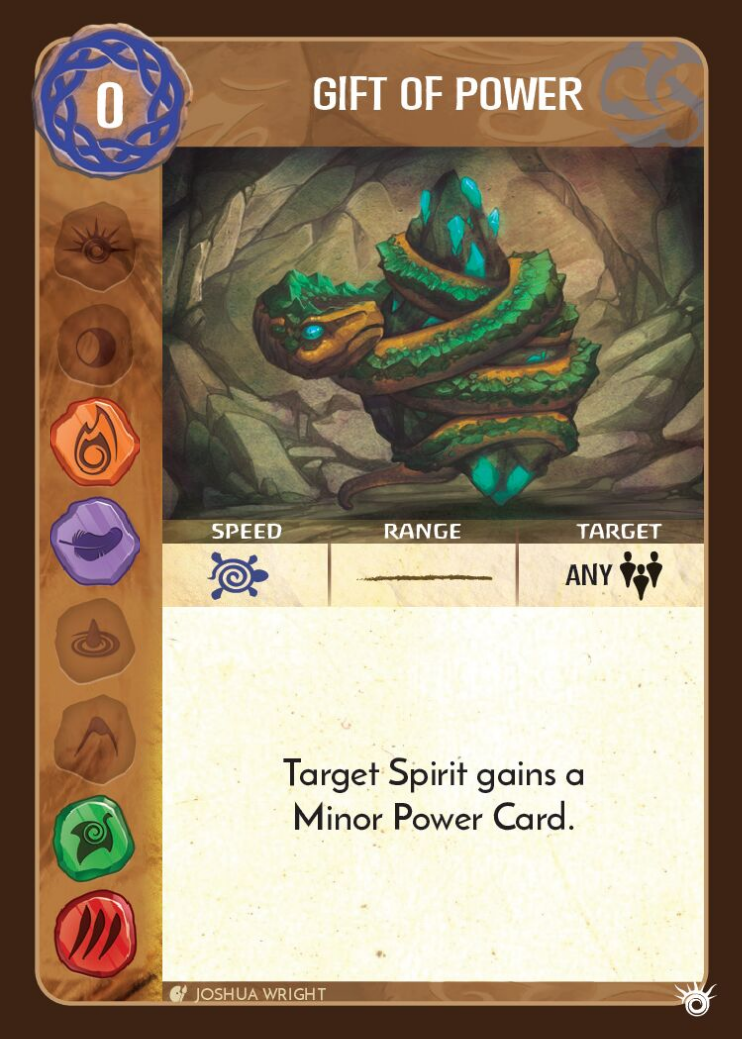 0
GIFT OF POWER
SPEED RANGE TARGET
ANY
Target Spirit gains a
Minor Power Card.
JOSHUA WRIGHT